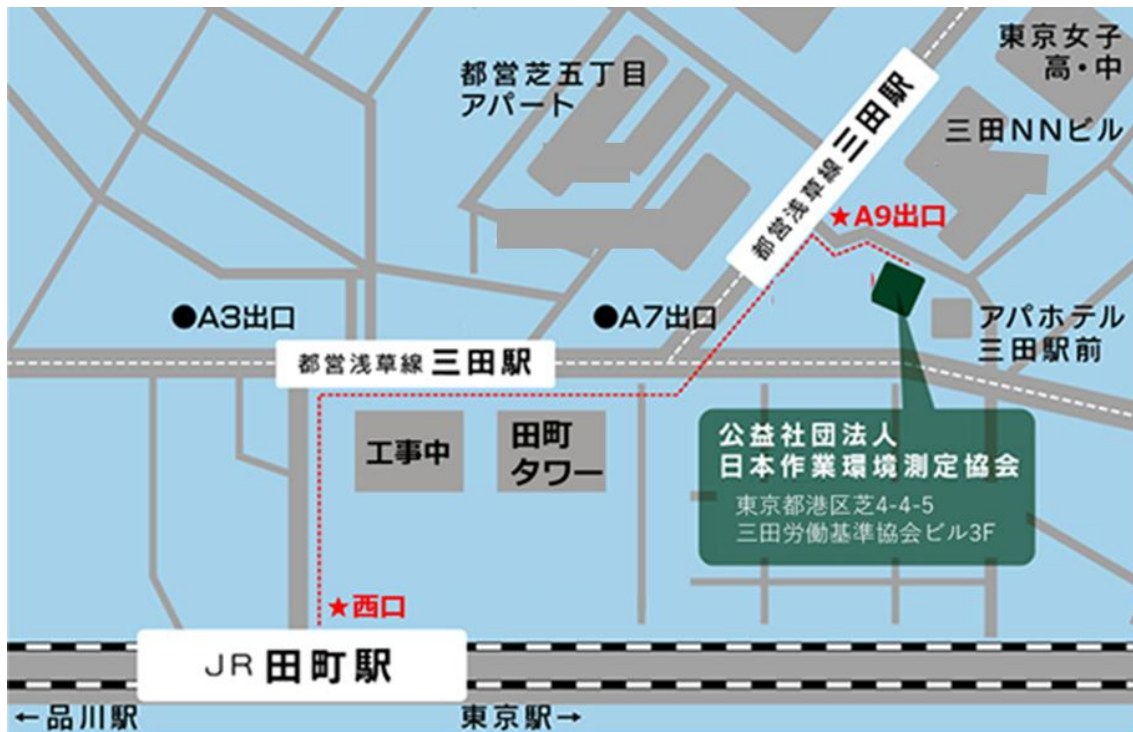 東京女子
高・中
都営芝五丁目
アパート
三田NNビル
都営浅草線 三田駅
★A9出口
●A3出口
●A7出口
アパホテル
三田駅前
都営浅草線 三田駅
工事中
田町
タワー
公益社団法人
日本作業環境測定協会
東京都港区芝4-4-5
三田労働基準協会ビル3F
★西口
JR 田町駅
←品川駅
東京駅→